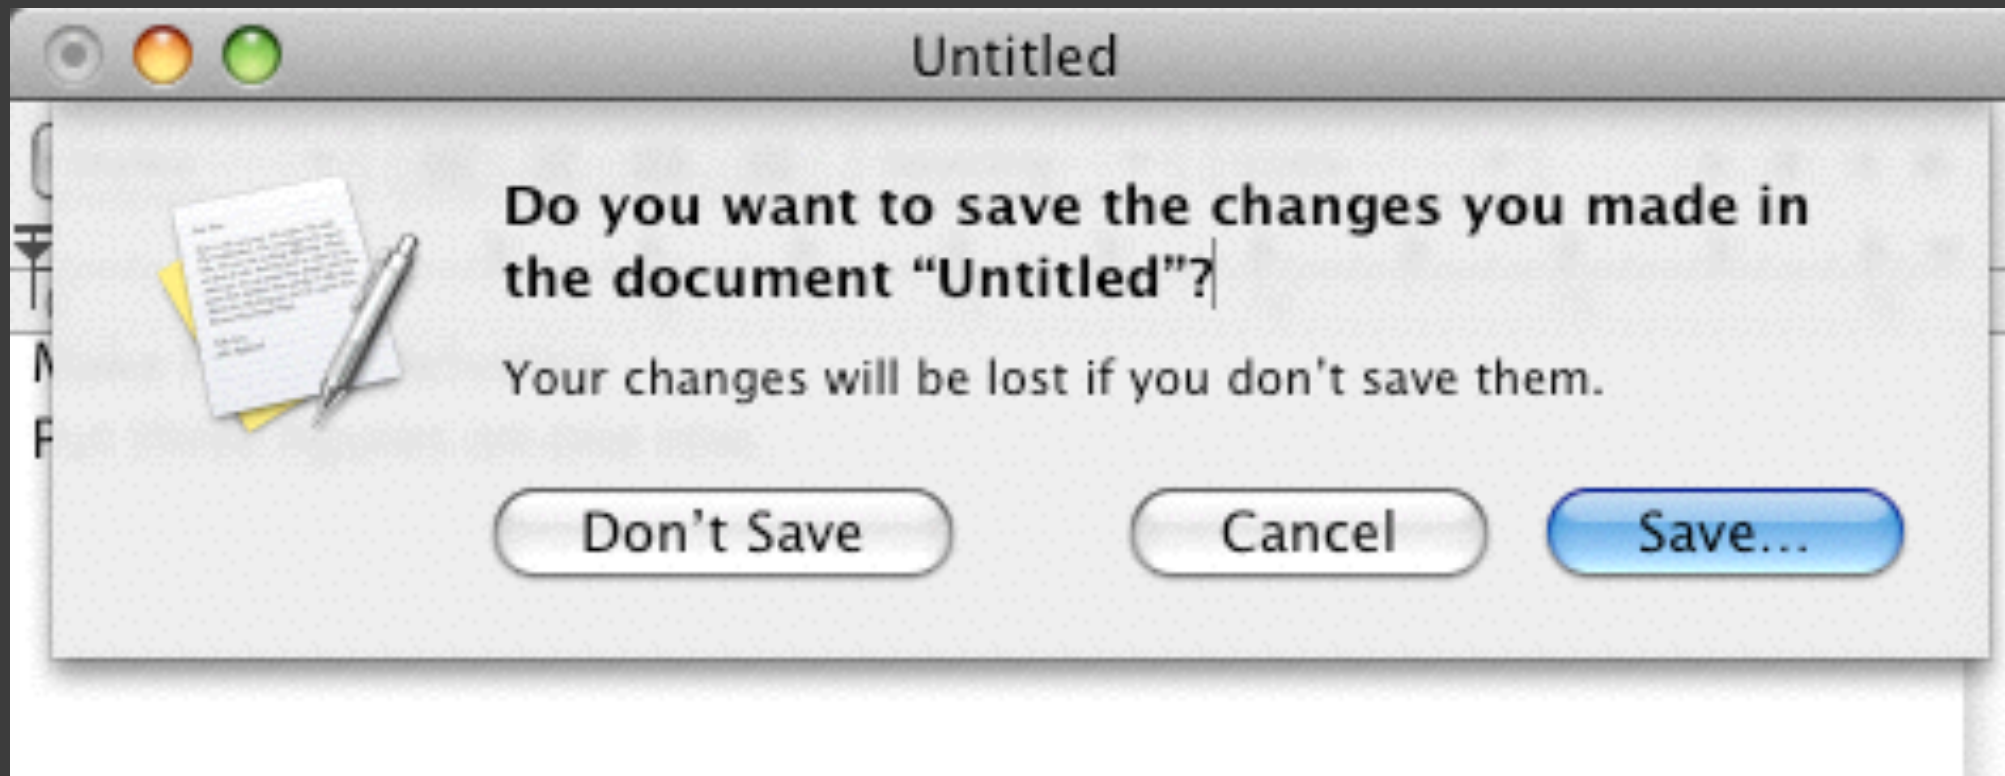 Untitled
Do you want to save the changes you made in
the document “Untitled”?
Your changes will be lost if you don’t save them.
Don’t Save
Cancel
Save...